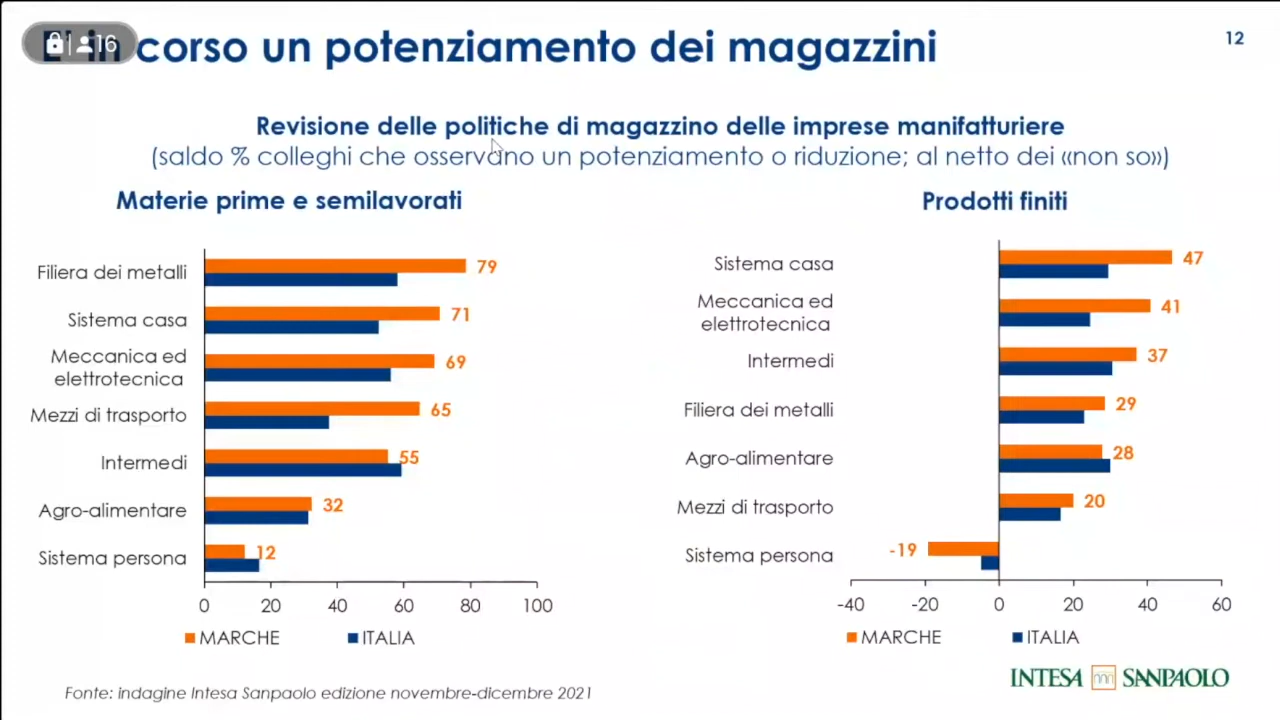 16
E' in corso un potenziamento dei magazzini
12
Revisione delle politiche di magazzino delle imprese manifatturiere
(saldo % colleghi che osservano un potenziamento o riduzione; al netto dei «non so»)
Materie prime e semilavorati
Filiera dei metalli
79
Sistema casa
71
Meccanica ed
elettrotecnica
69
Mezzi di trasporto
65
Intermedi
55
Agro-alimentare
32
Sistema persona
12
0 20 40 60 80 100
MARCHE ITALIA
Prodotti finiti
Sistema casa
47
Meccanica ed
elettrotecnica
41
Intermedi
37
Filiera dei metalli
29
Agro-alimentare
28
Mezzi di trasporto
20
Sistema persona
-19
-40 -20 0 20 40 60
MARCHE ITALIA
Fonte: indagine Intesa Sanpaolo edizione novembre-dicembre 2021
INTESA SANPAOLO